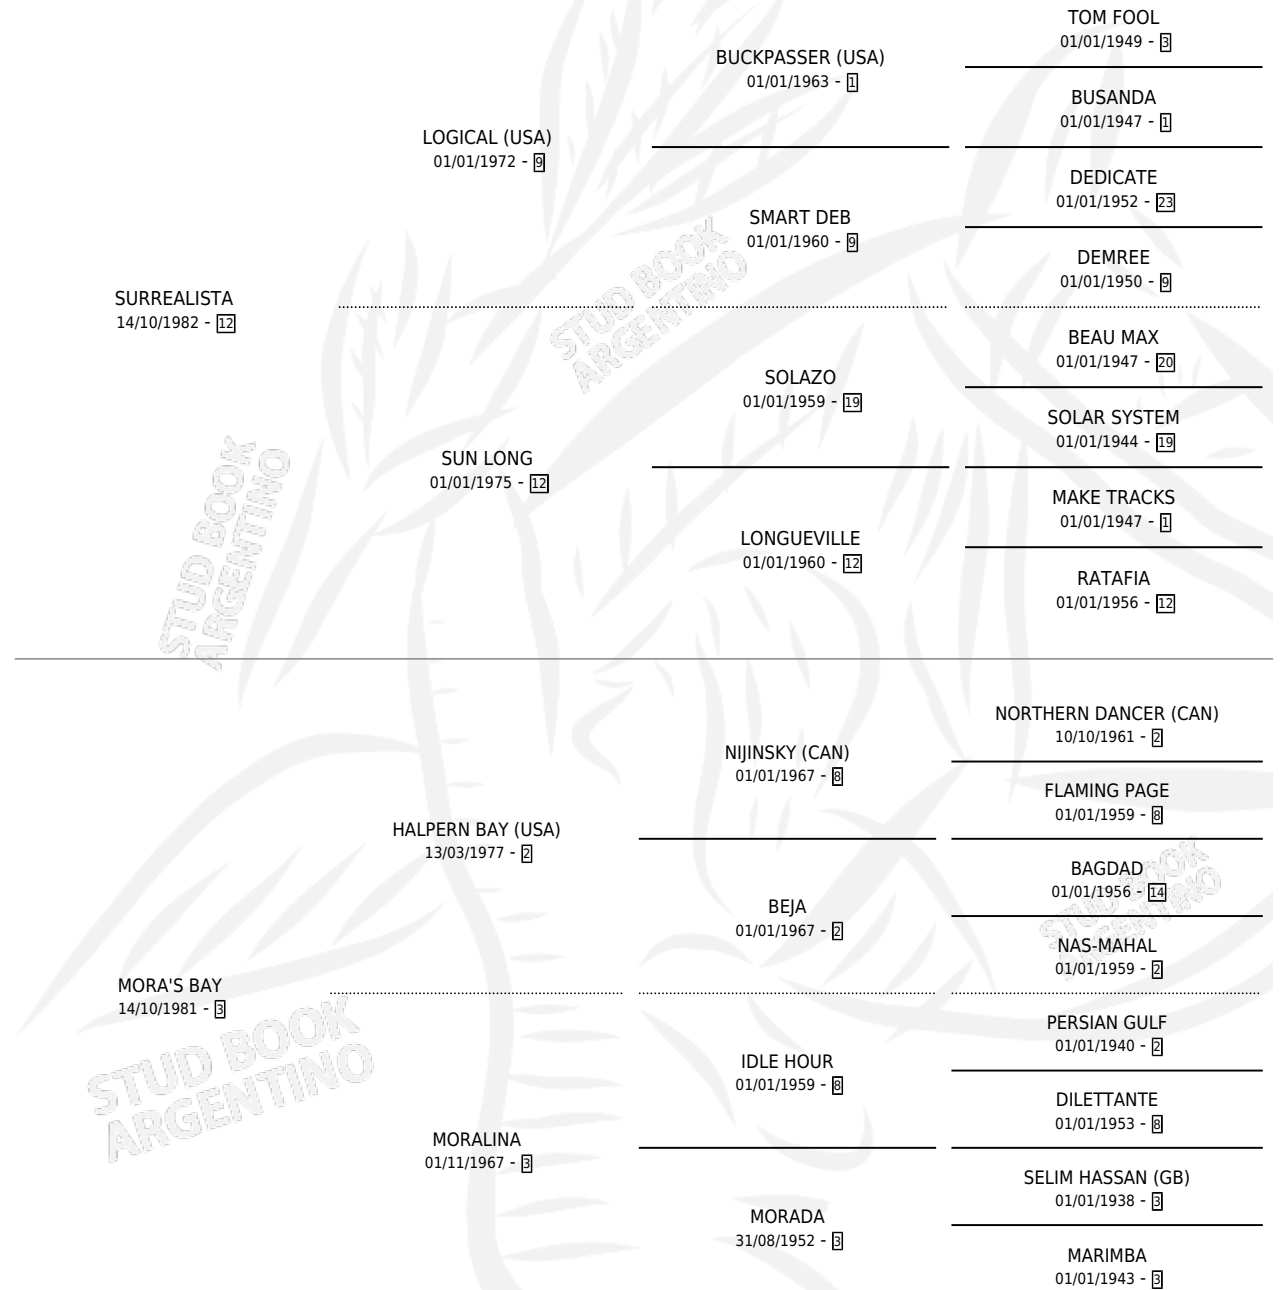 TOM FOOL
01/01/1949 - 3
BUCKPASSER (USA)
01/01/1963 - 1
BUSANDA
01/01/1947 - 1
LOGICAL (USA)
01/01/1972 - 9
DEDICATE
01/01/1952 - 23
SMART DEB
01/01/1960 - 9
DEMREE
01/01/1950 - 9
SURREALISTA
14/10/1982 - 12
BEAU MAX
01/01/1947 - 20
SOLAZO
01/01/1959 - 19
SOLAR SYSTEM
01/01/1944 - 19
SUN LONG
01/01/1975 - 12
MAKE TRACKS
01/01/1947 - 1
LONGUEVILLE
01/01/1960 - 12
RATAFIA
01/01/1956 - 12
NORTHERN DANCER (CAN)
10/10/1961 - 2
NIJINSKY (CAN)
01/01/1967 - 8
FLAMING PAGE
01/01/1959 - 8
HALPERN BAY (USA)
13/03/1977 - 2
BAGDAD
01/01/1956 - 14
BEJA
01/01/1967 - 2
NAS-MAHAL
01/01/1959 - 2
MORA'S BAY
14/10/1981 - 3
PERSIAN GULF
01/01/1940 - 2
IDLE HOUR
01/01/1959 - 8
DILETTANTE
01/01/1953 - 8
MORALINA
01/11/1967 - 3
SELIM HASSAN (GB)
01/01/1938 - 3
MORADA
31/08/1952 - 3
MARIMBA
01/01/1943 - 3
STUD BOOK
ARGENTINO
STUD BOOK
ARGENTINO
STUD BOOK
ARGENTINO
STUD BOOK
ARGENTINO